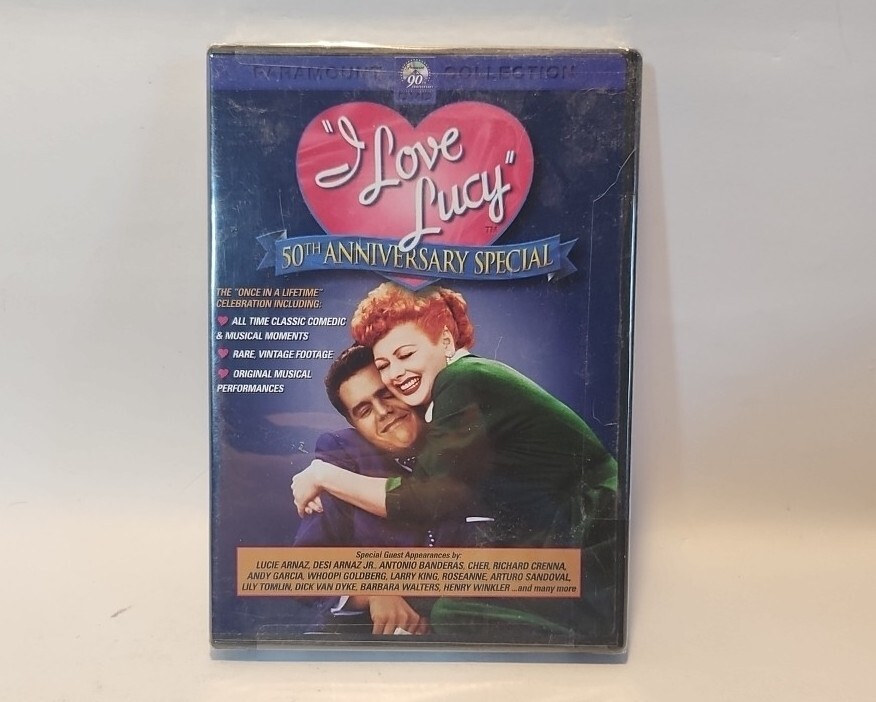 PARAMOUNT COLLECTION
90
"I Love
Lucy"
TM
50TH ANNIVERSARY SPECIAL
THE "ONCE IN A LIFETIME"
CELEBRATION INCLUDING:
ALL TIME CLASSIC COMEDIC
& MUSICAL MOMENTS
RARE, VINTAGE FOOTAGE
ORIGINAL MUSICAL
PERFORMANCES
Special Guest Appearances by:
LUCIE ARNAZ, DESI ARNAZ JR., ANTONIO BANDERAS, CHER, RICHARD CRENNA,
ANDY GARCIA, WHOOPI GOLDBERG, LARRY KING, ROSEANNE, ARTURO SANDOVAL,
LILY TOMLIN, DICK VAN DYKE, BARBARA WALTERS, HENRY WINKLER ...and many more